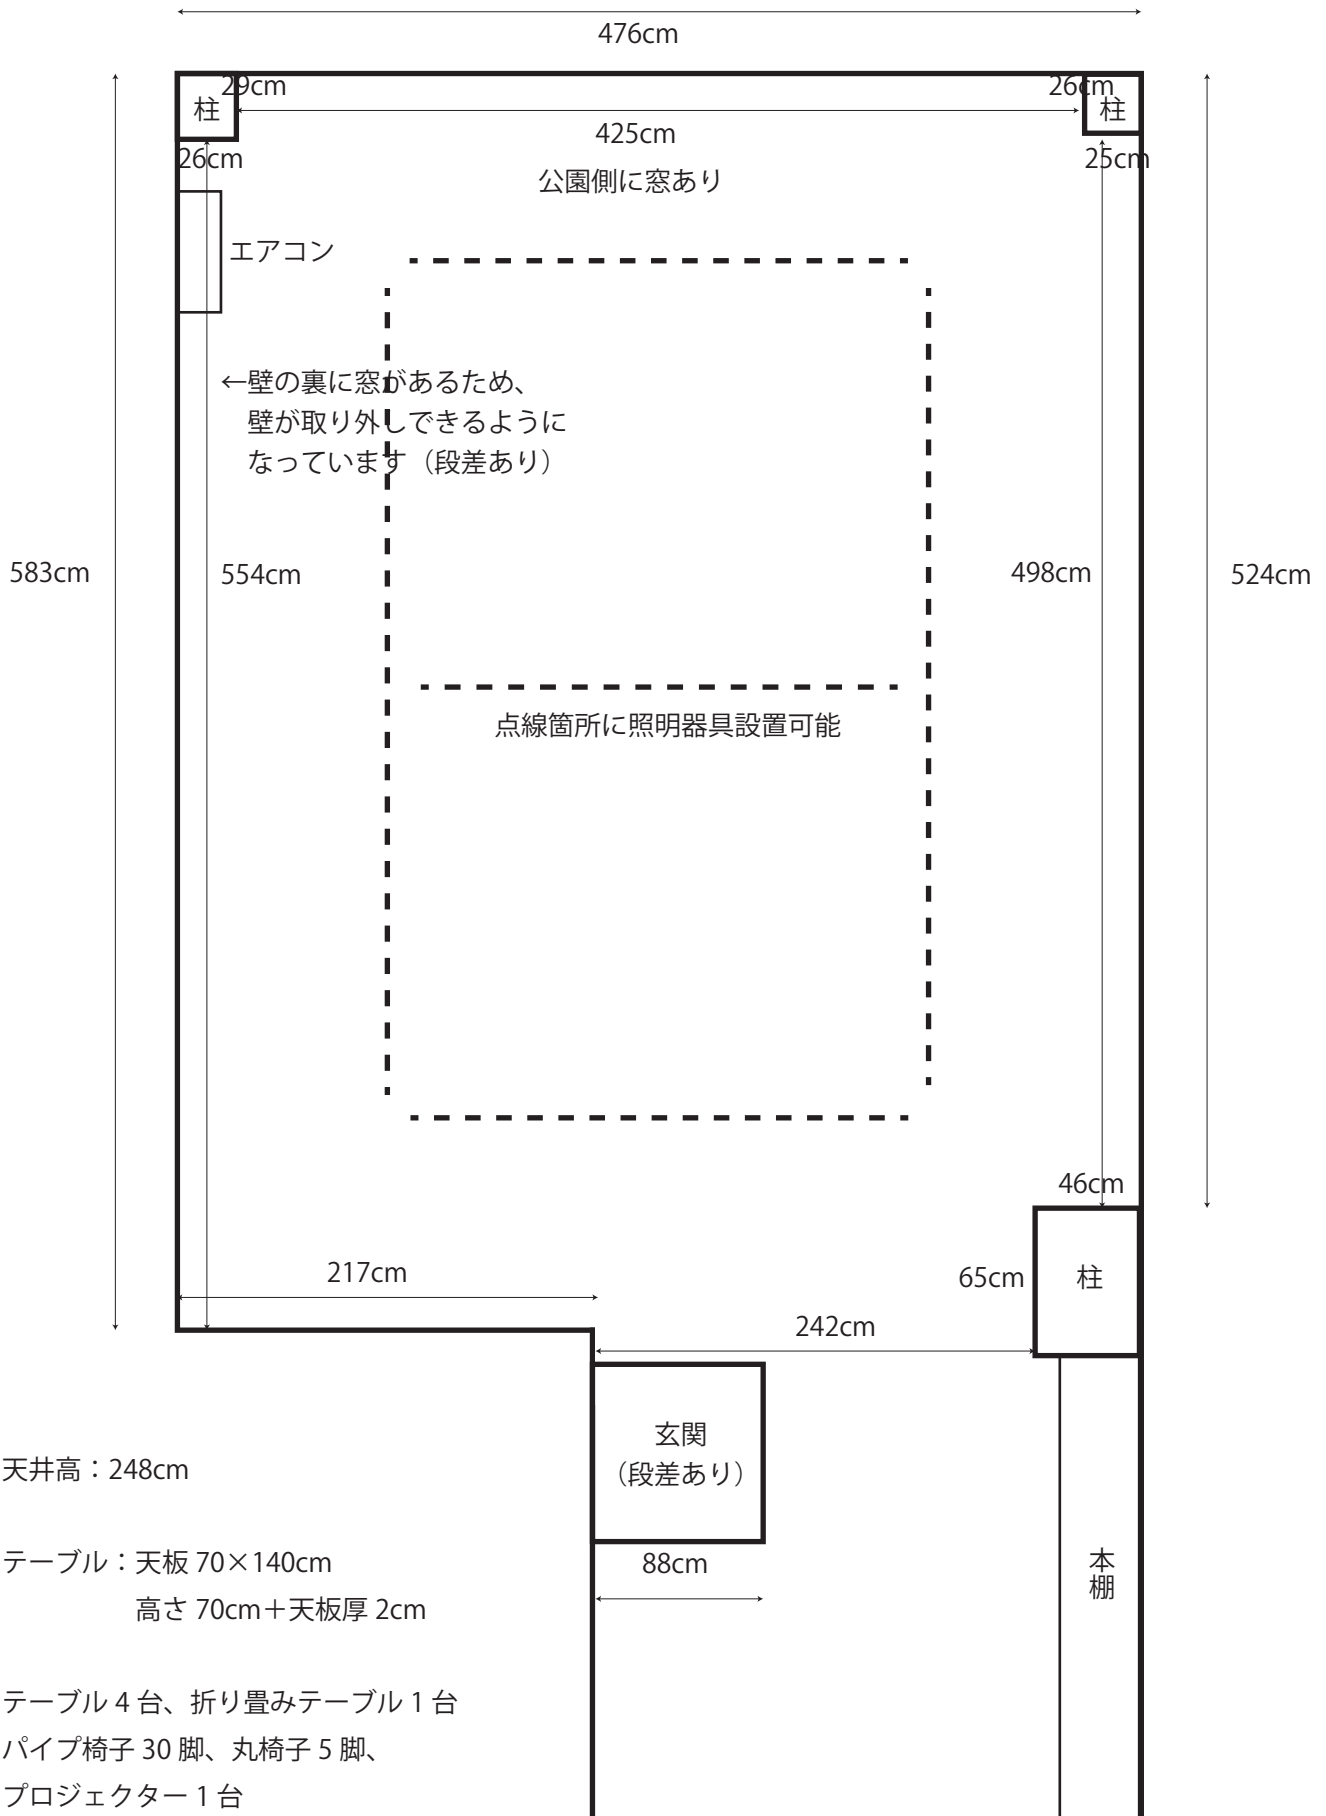 476cm
29cm
26cm
柱
柱
425cm
26cm
25cm
公園側に窓あり
エアコン
←壁の裏に窓があるため、
壁が取り外しできるように
なっています（段差あり）
583cm
554cm
498cm
524cm
点線箇所に照明器具設置可能
46cm
217cm
65cm
柱
242cm
玄関
（段差あり）
天井高：248cm
88cm
本棚
テーブル：天板 70×140cm
高さ 70cm＋天板厚 2cm
テーブル 4 台、折り畳みテーブル 1 台
パイプ椅子 30 脚、丸椅子 5 脚、
プロジェクター 1 台